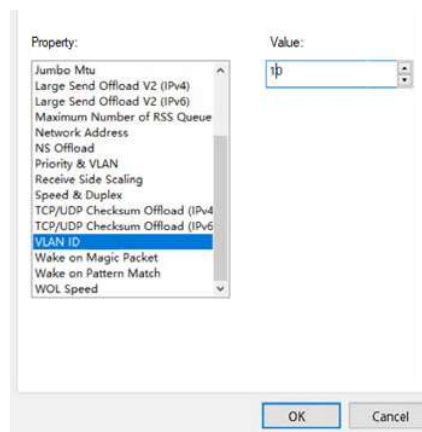 Property:
Value:
Jumbo Mtu
10
Large Send Offload V2 (IPv4)
Large Send Offload V2 (IPv6)
Maximum Number of RSS Queue
Network Address
NS Offload
Priority & VLAN
Receive Side Scaling
Speed & Duplex
TCP/UDP Checksum Offload (IPv4
TCP/UDP Checksum Offload (IPv6
VLAN ID
Wake on Magic Packet
Wake on Pattern Match
WOL Speed
OK
Cancel